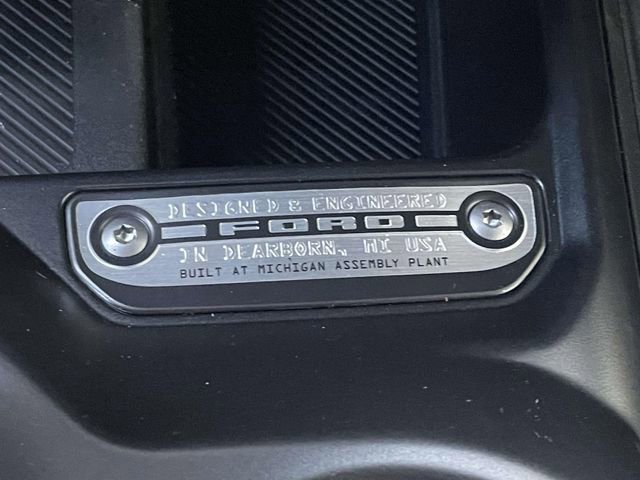 DESIGNED & ENGINEERED
FORD
IN DEARBORN, MI USA
BUILT AT MICHIGAN ASSEMBLY PLANT